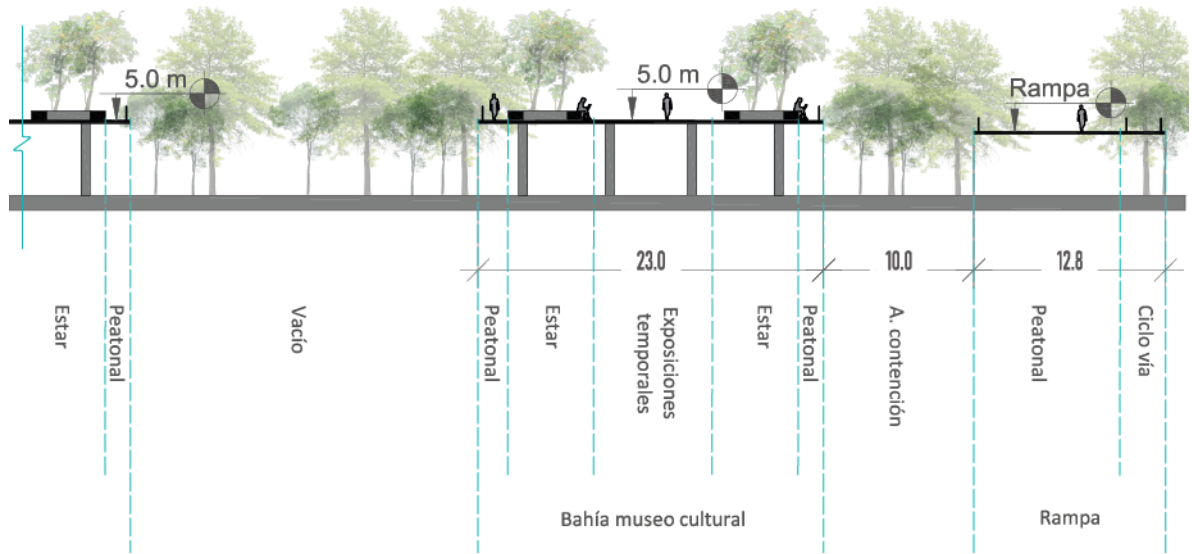 5.0 m
5.0 m
Rampa
23.0
10.0
12.8
Estar
Peatonal
Vacío
Peatonal
Estar
Exposiciones
temporales
Estar
Peatonal
A. contención
Peatonal
Ciclo vía
Bahía museo cultural
Rampa